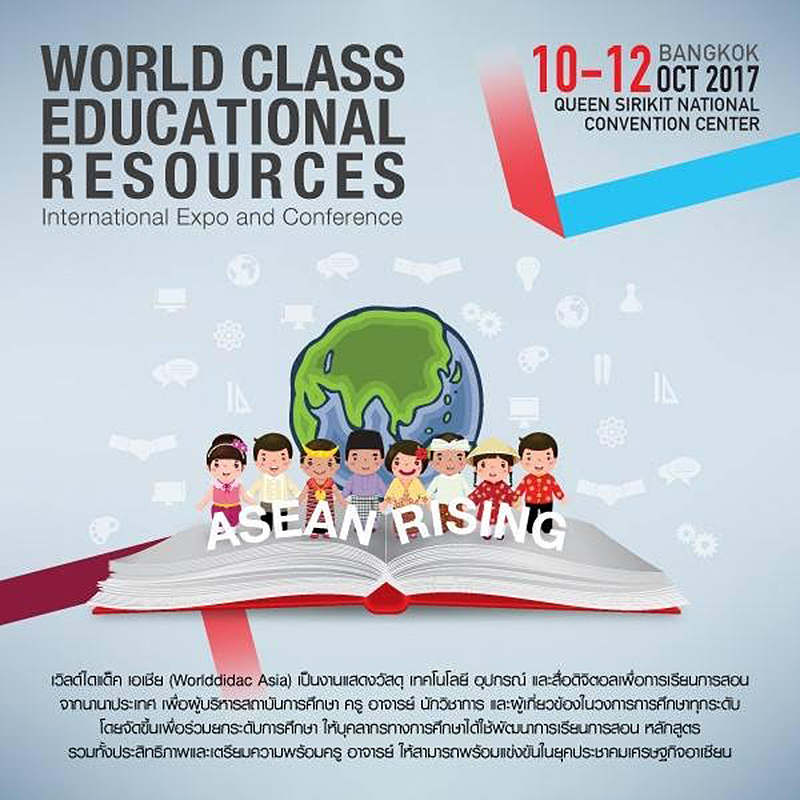 WORLD CLASS
EDUCATIONAL
RESOURCES
International Expo and Conference
10-12 BANGKOK
OCT 2017
QUEEN SIRIKIT NATIONAL
CONVENTION CENTER
ASEAN RISING
เวิลด์ไดแด็ค เอเชีย (Worlddidac Asia) เป็นงานแสดงวัสดุ เทคโนโลยี อุปกรณ์ และสื่อดิจิตอลเพื่อการเรียนการสอน
จากนานาประเทศ เพื่อผู้บริหารสถาบันการศึกษา ครู อาจารย์ นักวิชาการ และผู้เกี่ยวข้องในวงการการศึกษาทุกระดับ
โดยจัดขึ้นเพื่อร่วมยกระดับการศึกษา ให้บุคลากรทางการศึกษาได้ใช้พัฒนาการเรียนการสอน หลักสูตร
รวมทั้งประสิทธิภาพและเตรียมความพร้อมครู อาจารย์ ให้สามารถพร้อมแข่งขันในยุคประชาคมเศรษฐกิจอาเซียน